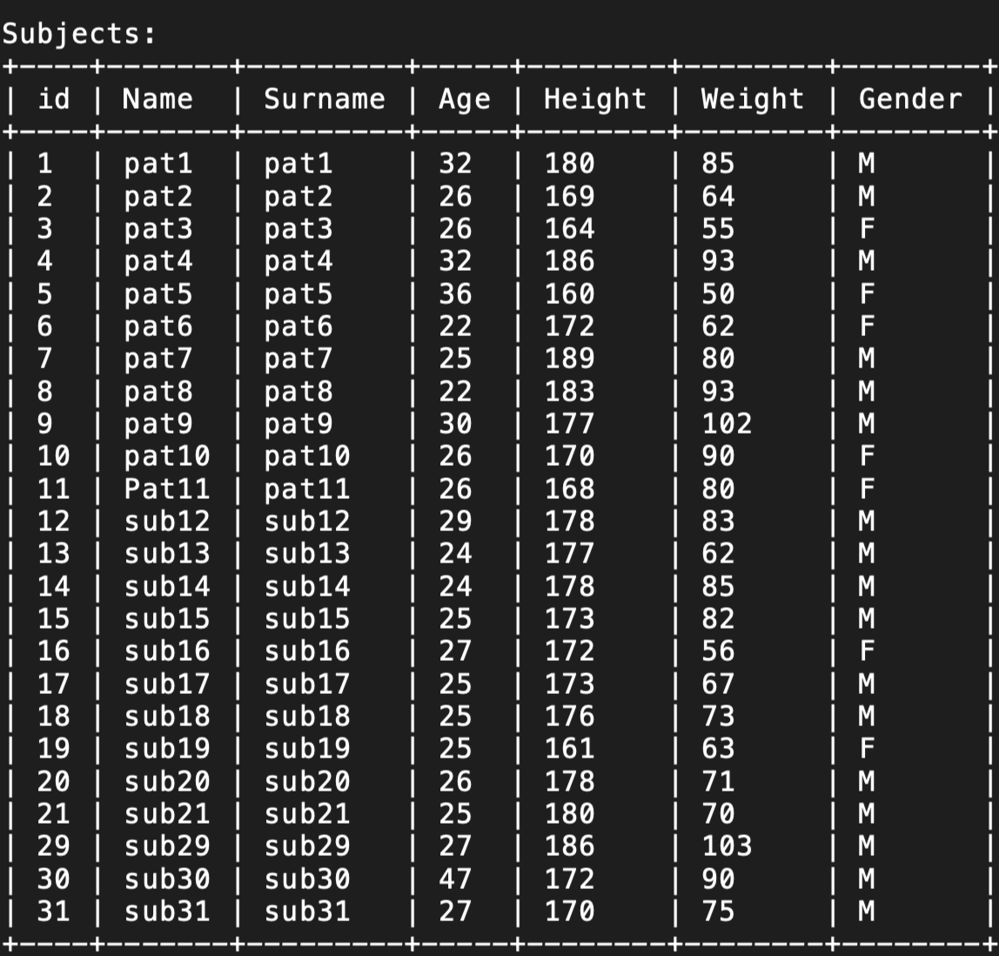 Subjects:
+----+-------+---------+-----+--------+--------+--------+
| id | Name  | Surname | Age | Height | Weight | Gender |
+----+-------+---------+-----+--------+--------+--------+
| 1  | pat1  | pat1    | 32  | 180    | 85     | M      |
| 2  | pat2  | pat2    | 26  | 169    | 64     | M      |
| 3  | pat3  | pat3    | 26  | 164    | 55     | F      |
| 4  | pat4  | pat4    | 32  | 186    | 93     | M      |
| 5  | pat5  | pat5    | 36  | 160    | 50     | F      |
| 6  | pat6  | pat6    | 22  | 172    | 62     | F      |
| 7  | pat7  | pat7    | 25  | 189    | 80     | M      |
| 8  | pat8  | pat8    | 22  | 183    | 93     | M      |
| 9  | pat9  | pat9    | 30  | 177    | 102    | M      |
| 10 | pat10 | pat10   | 26  | 170    | 90     | F      |
| 11 | Pat11 | pat11   | 26  | 168    | 80     | F      |
| 12 | sub12 | sub12   | 29  | 178    | 83     | M      |
| 13 | sub13 | sub13   | 24  | 177    | 62     | M      |
| 14 | sub14 | sub14   | 24  | 178    | 85     | M      |
| 15 | sub15 | sub15   | 25  | 173    | 82     | M      |
| 16 | sub16 | sub16   | 27  | 172    | 56     | F      |
| 17 | sub17 | sub17   | 25  | 173    | 67     | M      |
| 18 | sub18 | sub18   | 25  | 176    | 73     | M      |
| 19 | sub19 | sub19   | 25  | 161    | 63     | F      |
| 20 | sub20 | sub20   | 26  | 178    | 71     | M      |
| 21 | sub21 | sub21   | 25  | 180    | 70     | M      |
| 29 | sub29 | sub29   | 27  | 186    | 103    | M      |
| 30 | sub30 | sub30   | 47  | 172    | 90     | M      |
| 31 | sub31 | sub31   | 27  | 170    | 75     | M      |
+----+-------+---------+-----+--------+--------+--------+